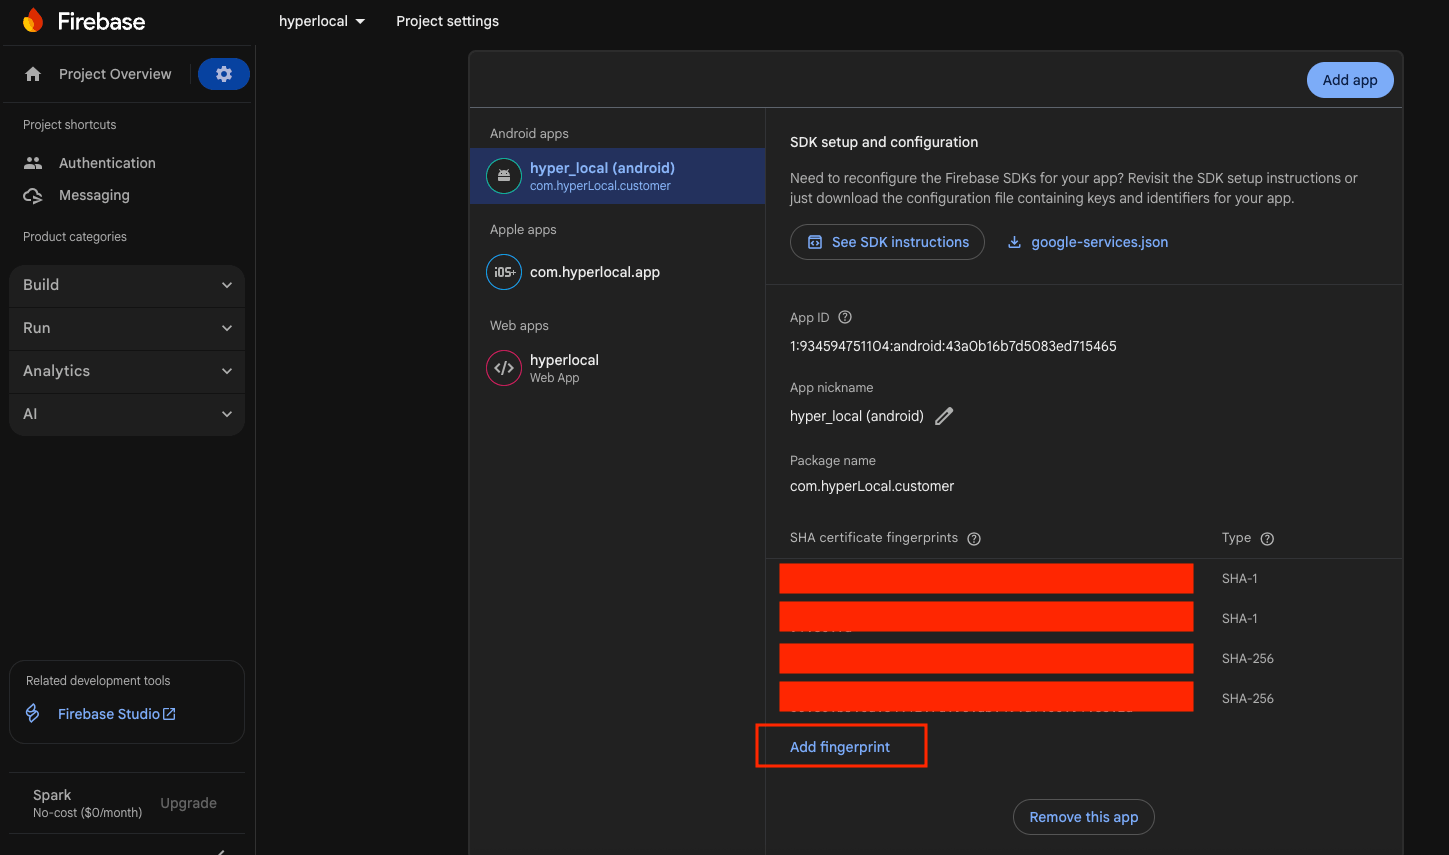 Firebase
hyperlocal
Project settings
Project Overview
Project shortcuts
Authentication
Messaging
Product categories
Build
Run
Analytics
AI
Related development tools
Firebase Studio
Spark
No-cost ($0/month)
Upgrade
Add app
Android apps
hyper_local (android)
com.hyperLocal.customer
Apple apps
iOS+
com.hyperlocal.app
Web apps
hyperlocal
Web App
SDK setup and configuration
Need to reconfigure the Firebase SDKs for your app? Revisit the SDK setup instructions or
just download the configuration file containing keys and identifiers for your app.
See SDK instructions
google-services.json
App ID
1:934594751104:android:43a0b16b7d5083ed715465
App nickname
hyper_local (android)
Package name
com.hyperLocal.customer
SHA certificate fingerprints
Type
SHA-1
SHA-1
SHA-256
SHA-256
Add fingerprint
Remove this app